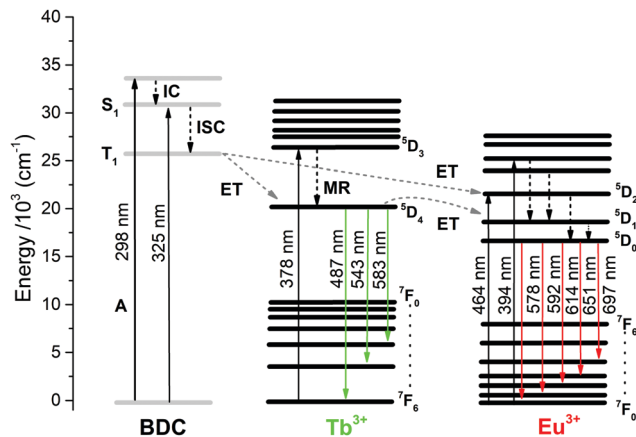 Energy /10³ (cm⁻¹)
40
35
30
25
20
15
10
5
0
S₁
T₁
IC
ISC
298 nm
325 nm
A
BDC
ET
⁵D₃
MR
⁵D₄
378 nm
487 nm
543 nm
583 nm
⁷F₀
⁷F₆
Tb³⁺
ET
ET
⁵D₂
⁵D₁
⁵D₀
464 nm
394 nm
578 nm
592 nm
614 nm
651 nm
697 nm
⁷F₆
⁷F₀
Eu³⁺